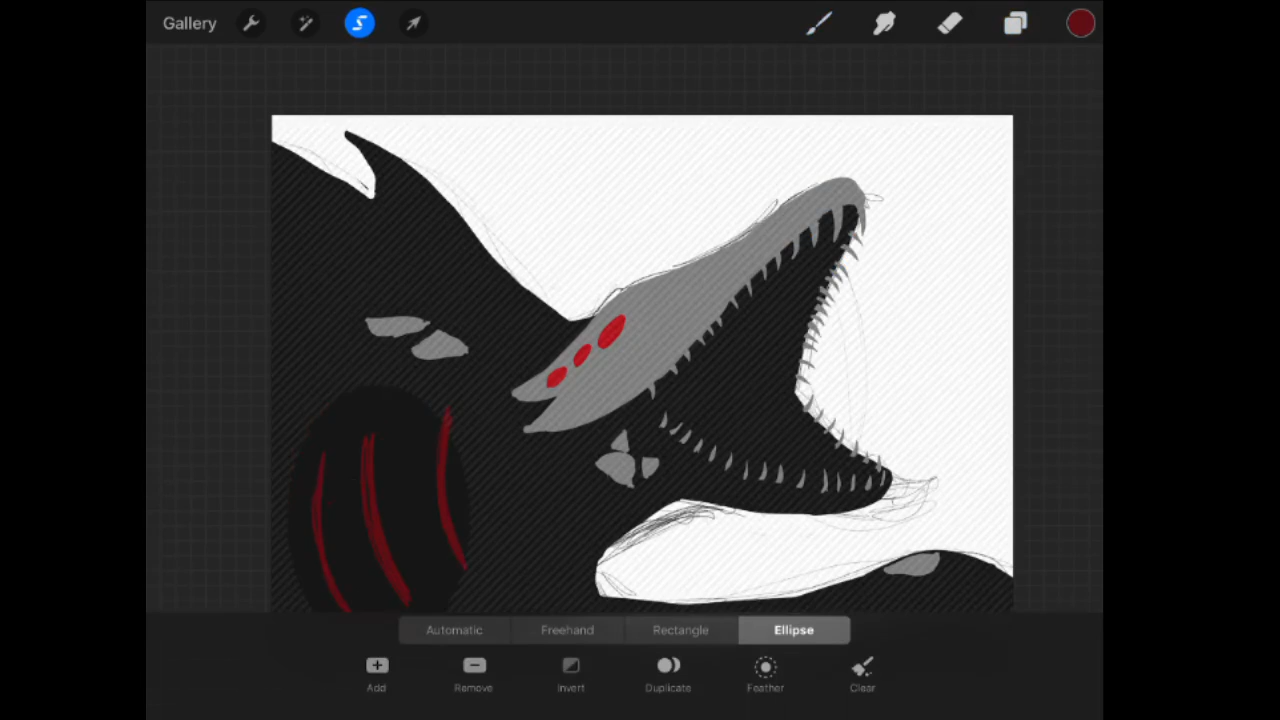 Gallery
Automatic Freehand Rectangle Ellipse
Add Remove Invert Duplicate Feather Clear